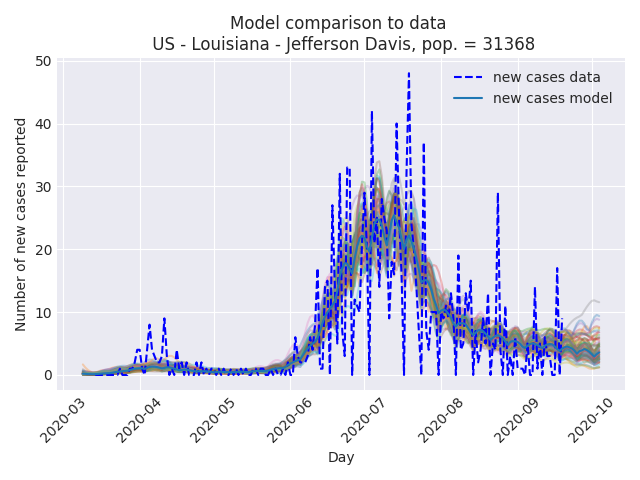 Model comparison to data
US - Louisiana - Jefferson Davis, pop. = 31368
new cases data
new cases model
Number of new cases reported
50
40
30
20
10
0
2020-03
2020-04
2020-05
2020-06
2020-07
2020-08
2020-09
2020-10
Day